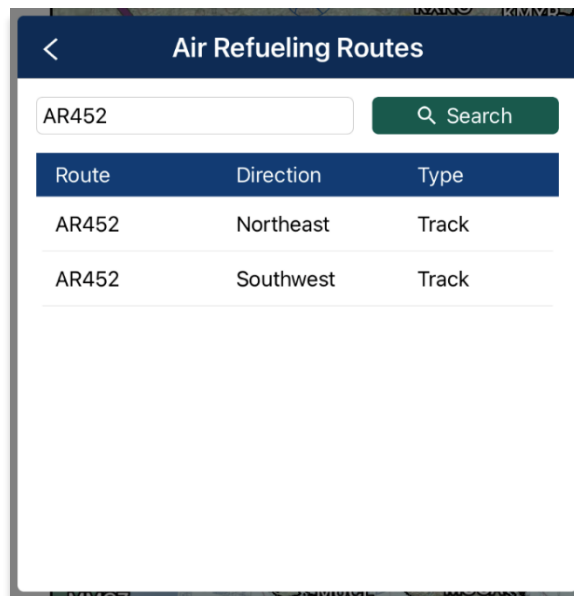 Air Refueling Routes
AR452
Search
Route Direction Type
AR452 Northeast Track
AR452 Southwest Track